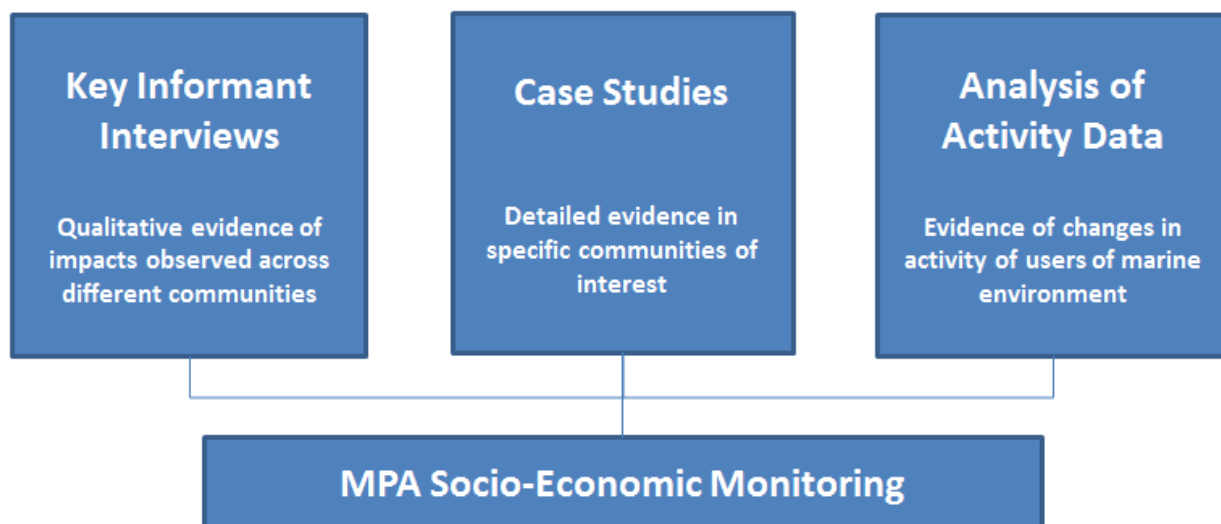 Key Informant
Interviews
Qualitative evidence of
impacts observed across
different communities
Case Studies
Detailed evidence in
specific communities of
interest
Analysis of
Activity Data
Evidence of changes in
activity of users of marine
environment
MPA Socio-Economic Monitoring